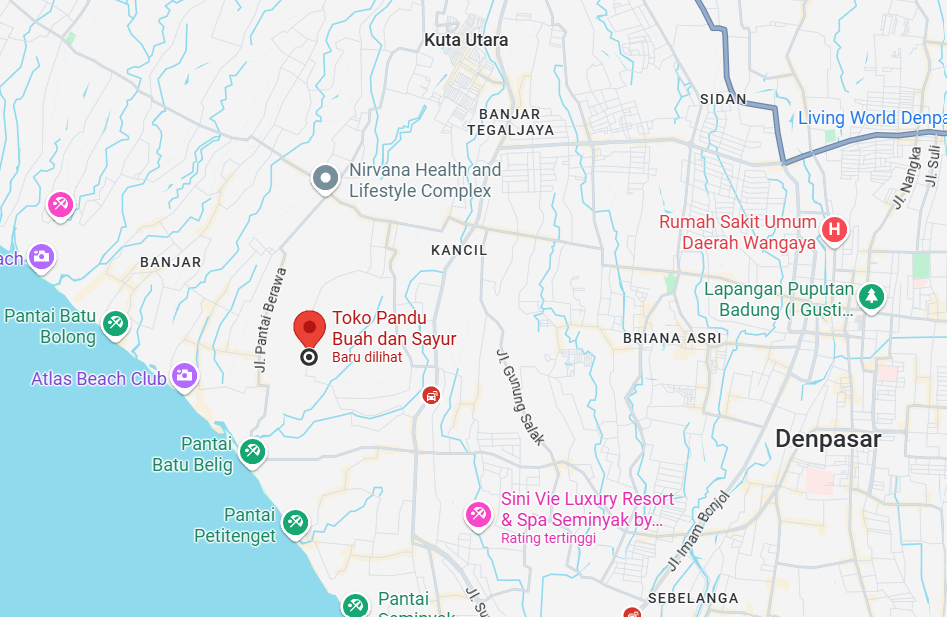 Kuta Utara
SIDAN
BANJAR
TEGALJAYA
Living World Denpa
Jl. Nangka
Jl. Suli
Nirvana Health and
Lifestyle Complex
Rumah Sakit Umum
Daerah Wangaya
KANCIL
ach
BANJAR
Jl. Pantai Berawa
Lapangan Puputan
Badung (I Gusti...
Pantai Batu
Bolong
Toko Pandu
Buah dan Sayur
Baru dilihat
BRIANA ASRI
Atlas Beach Club
Jl. Gunung Salak
Denpasar
Pantai
Batu Belig
Sini Vie Luxury Resort
& Spa Seminyak by...
Rating tertinggi
Jl. Imam Bonjol
Pantai
Petitenget
H
Jl. Su
SEBELANGA
Pantai
Seminyak